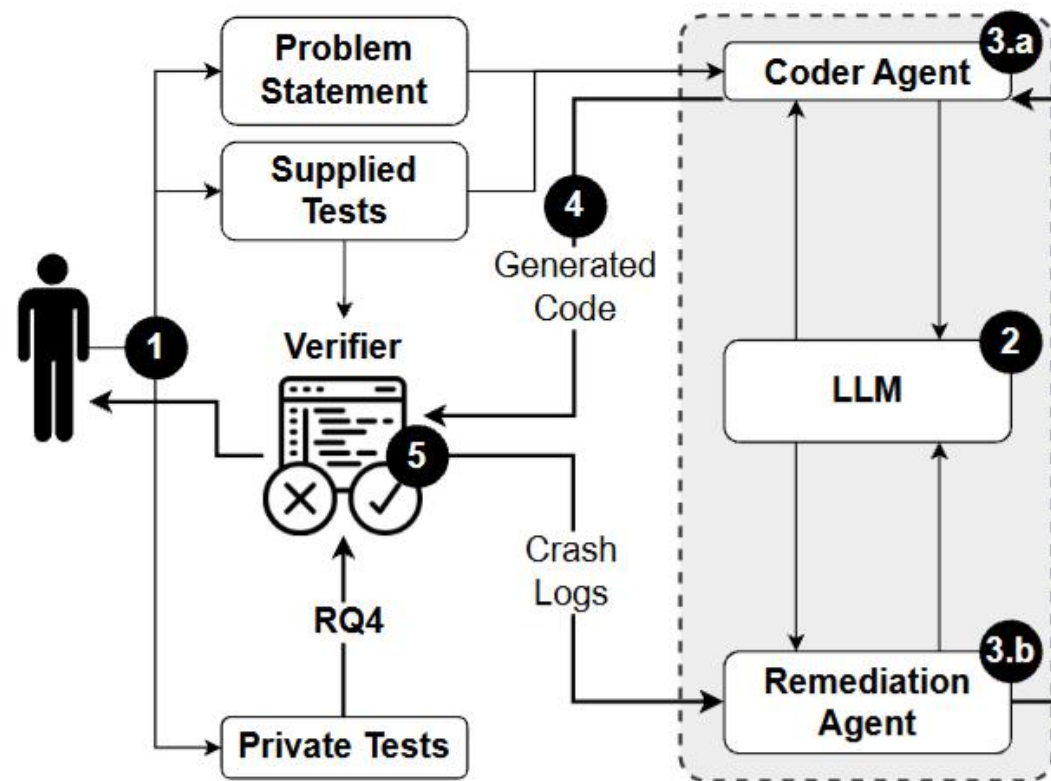 Problem
Statement
3.a
Coder Agent
Supplied
Tests
4
Generated
Code
1
Verifier
2
LLM
5
Crash
Logs
RQ4
3.b
Remediation
Agent
Private Tests